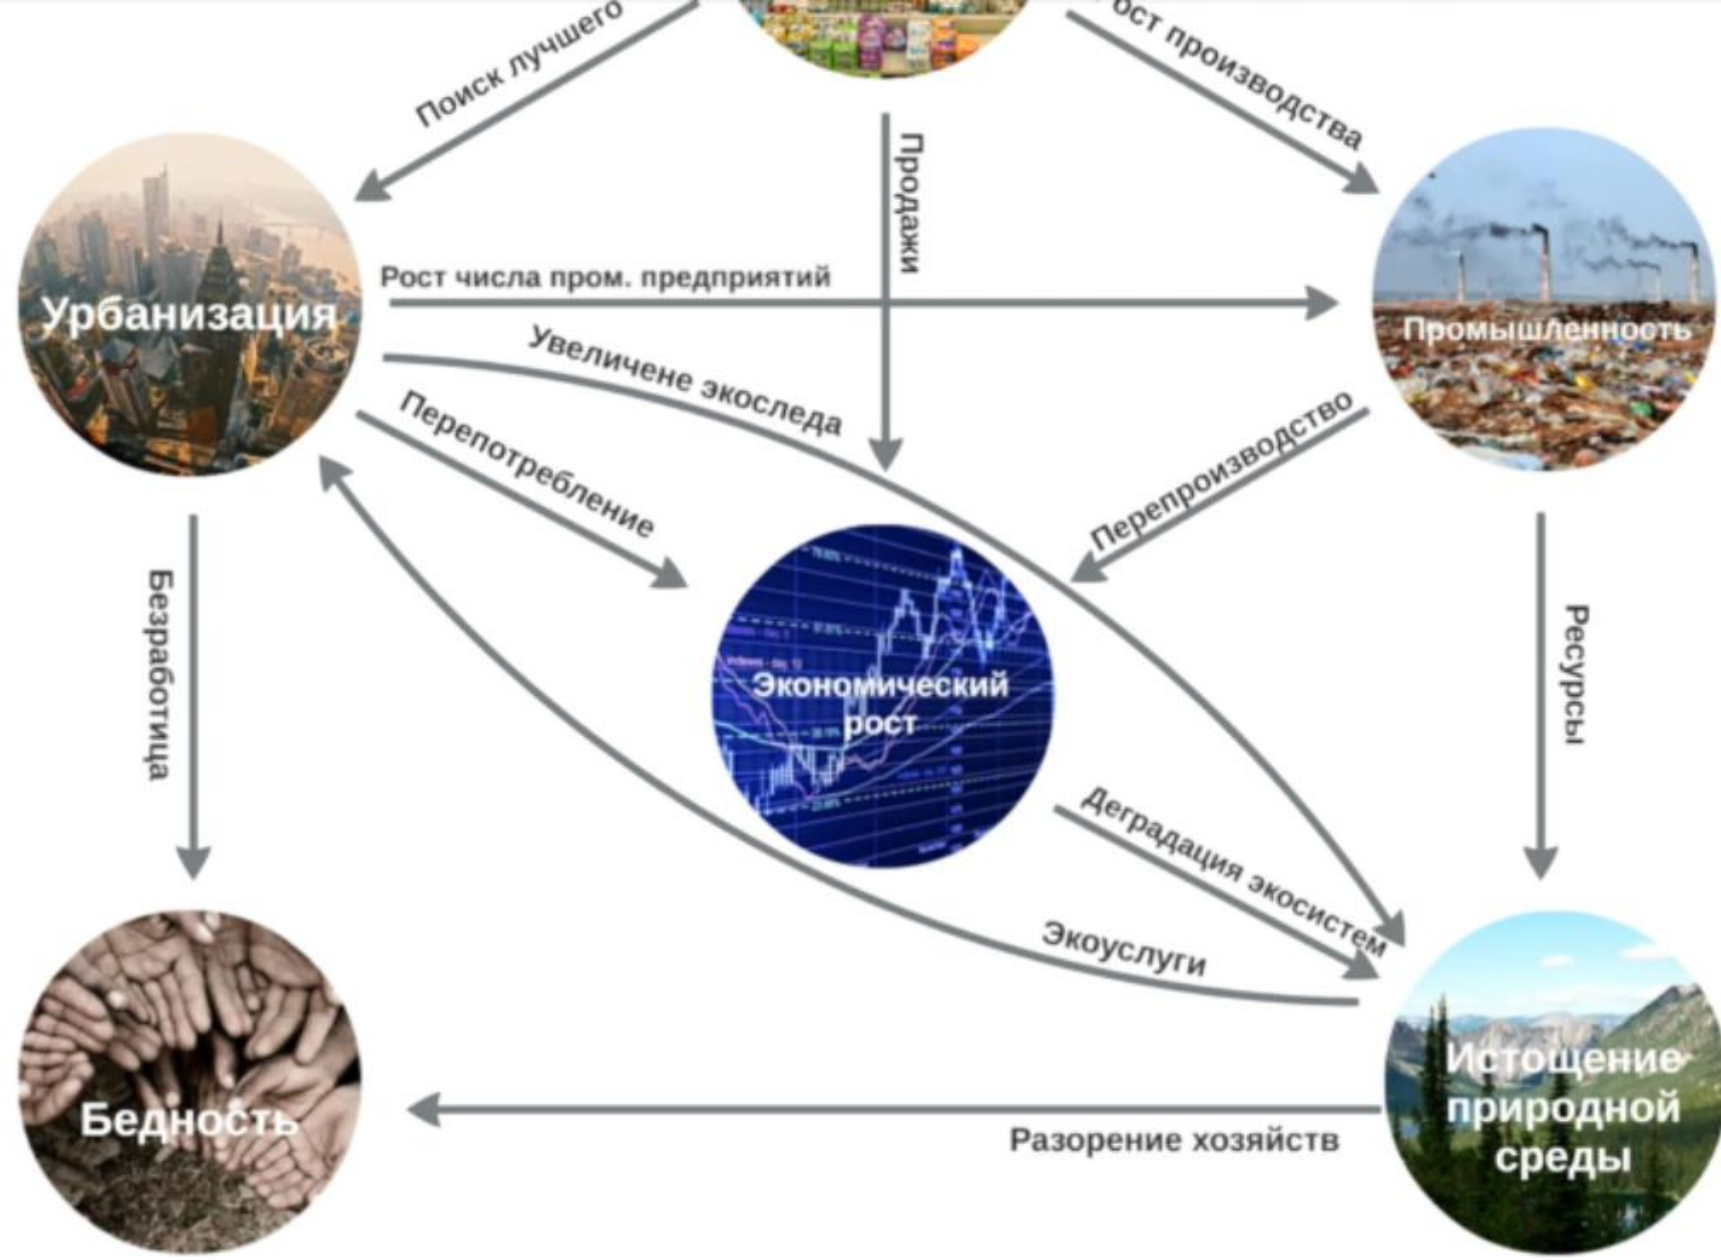 Поиск лучшего
ост производства
Продажи
Рост числа пром. предприятий
Урбанизация
Промышленность
Увеличене экоследа
Перепотребление
Перепроизводство
Безработица
Экономический
рост
Ресурсы
Деградация экосистем
Экоуслуги
Бедность
Истощение
природной
среды
Разорение хозяйств